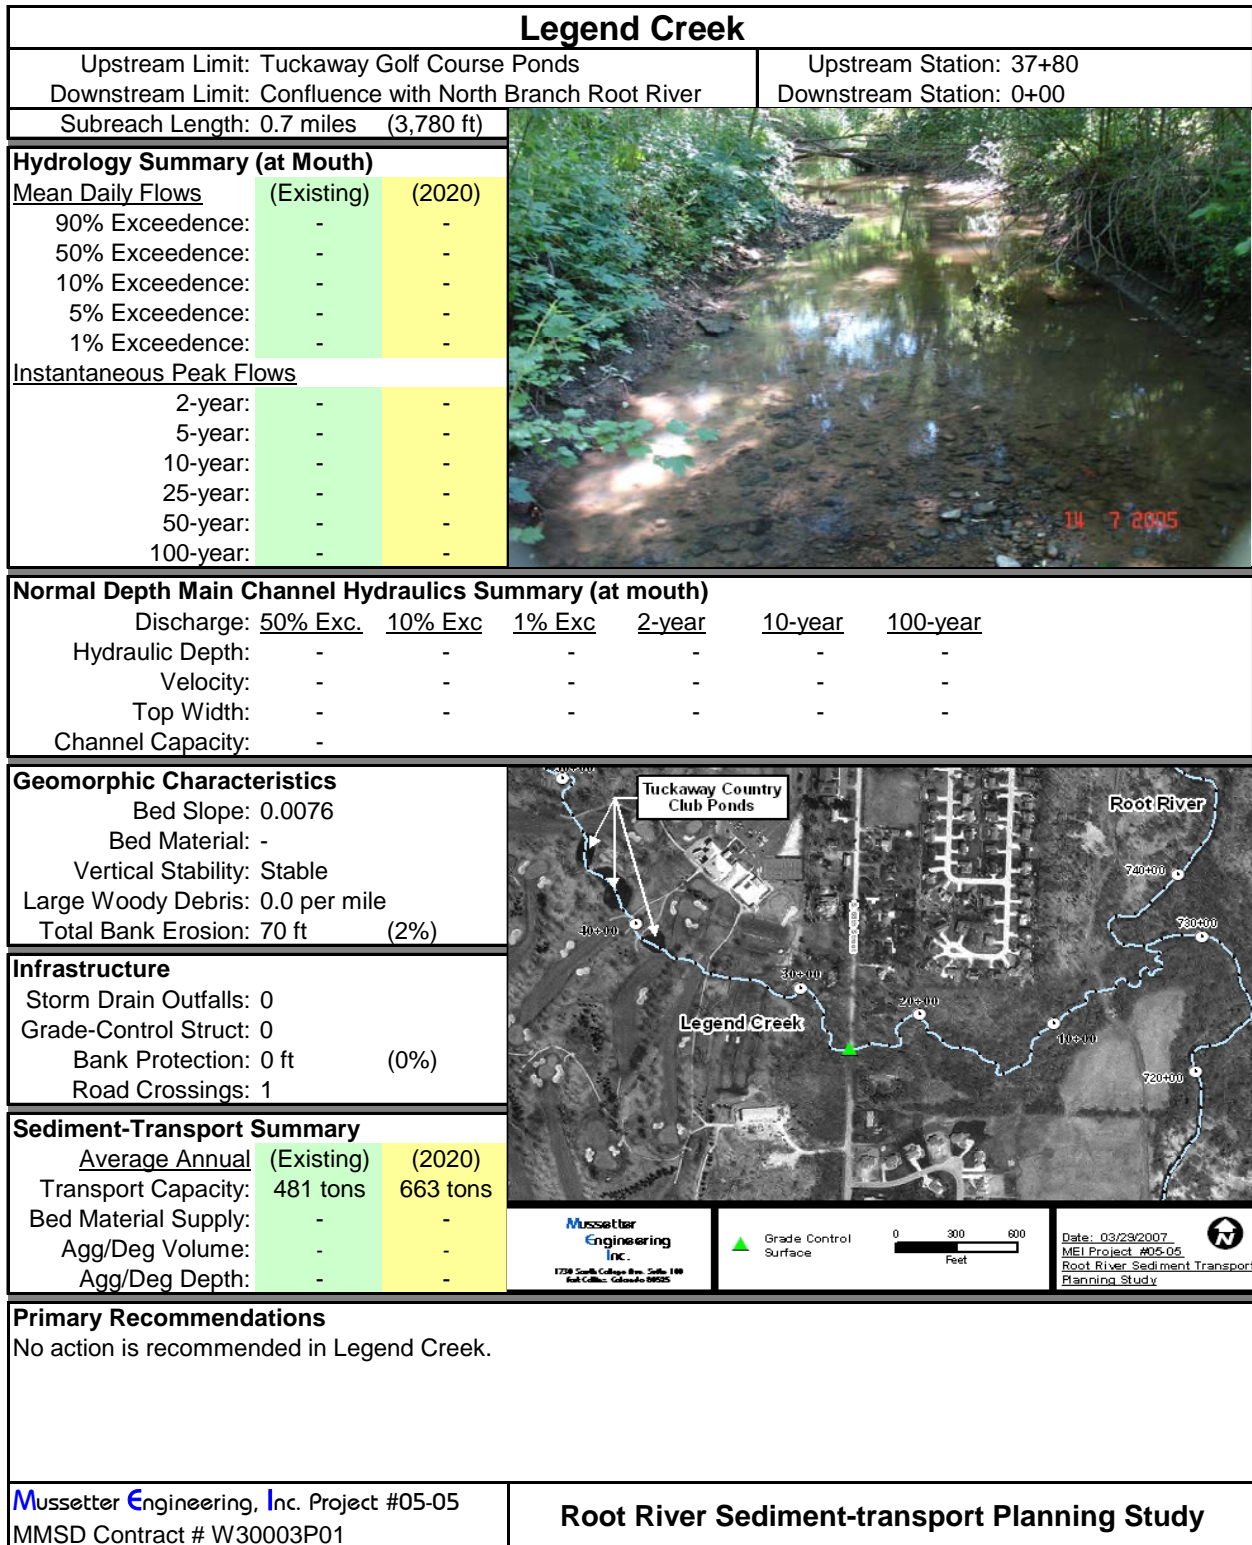 Legend Creek
Upstream Limit: Tuckaway Golf Course Ponds
Upstream Station: 37+80
Downstream Limit: Confluence with North Branch Root River
Downstream Station: 0+00
Subreach Length: 0.7 miles (3,780 ft)
Hydrology Summary (at Mouth)
Mean Daily Flows (Existing) (2020)
90% Exceedence: - -
50% Exceedence: - -
10% Exceedence: - -
5% Exceedence: - -
1% Exceedence: - -
Instantaneous Peak Flows
2-year: - -
5-year: - -
10-year: - -
25-year: - -
50-year: - -
100-year: - -
14 7 2005
Normal Depth Main Channel Hydraulics Summary (at mouth)
Discharge: 50% Exc. 10% Exc 1% Exc 2-year 10-year 100-year
Hydraulic Depth: - - - - - -
Velocity: - - - - - -
Top Width: - - - - - -
Channel Capacity: -
Geomorphic Characteristics
Bed Slope: 0.0076
Bed Material: -
Vertical Stability: Stable
Large Woody Debris: 0.0 per mile
Total Bank Erosion: 70 ft (2%)
Infrastructure
Storm Drain Outfalls: 0
Grade-Control Struct: 0
Bank Protection: 0 ft (0%)
Road Crossings: 1
Sediment-Transport Summary
Average Annual (Existing) (2020)
Transport Capacity: 481 tons 663 tons
Bed Material Supply: - -
Agg/Deg Volume: - -
Agg/Deg Depth: - -
Tuckaway Country
Club Ponds
Root River
740+00
730+00
40+00
30+00
20+00
Legend Creek
10+00
720+00
Mussetter
Engineering
Inc.
1730 South College Ave. Suite 100
Fort Collins, Colorado 80525
Grade Control
Surface
0 300 600
Feet
N
Date: 03/29/2007
MEI Project #05-05
Root River Sediment Transport
Planning Study
Primary Recommendations
No action is recommended in Legend Creek.
Mussetter Engineering, Inc. Project #05-05
MMSD Contract # W30003P01
Root River Sediment-transport Planning Study